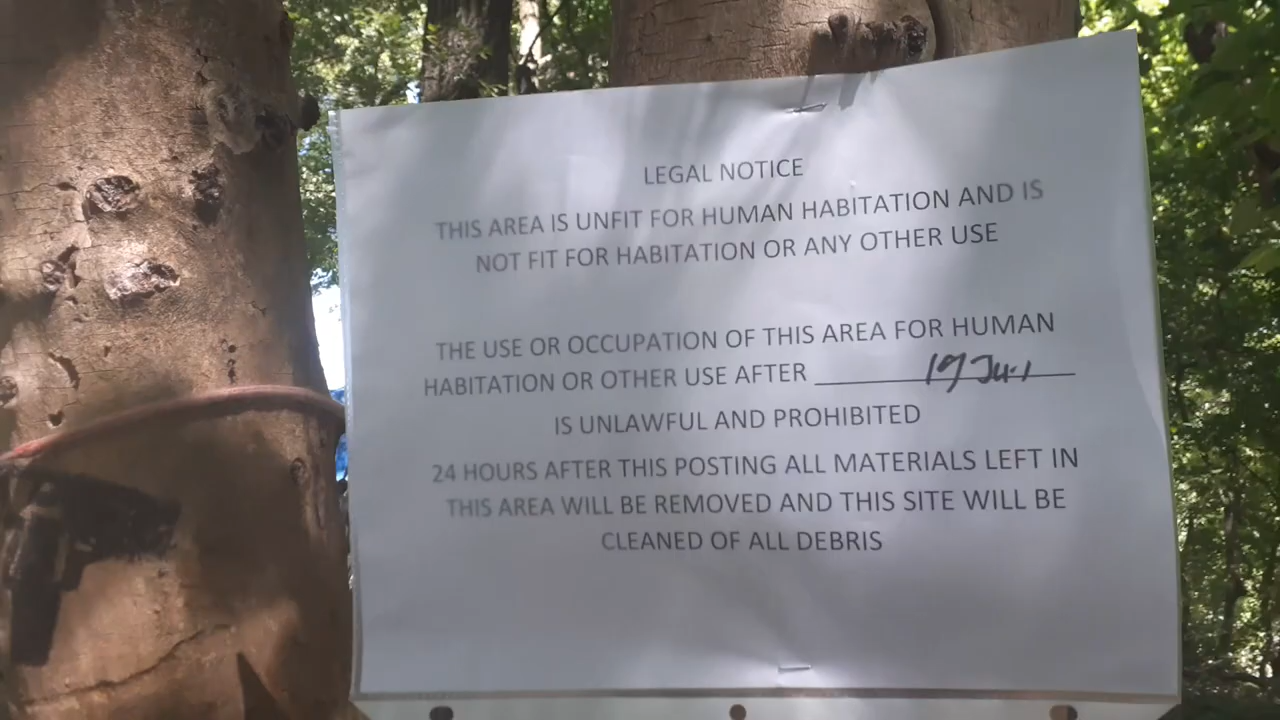 LEGAL NOTICE
THIS AREA IS UNFIT FOR HUMAN HABITATION AND IS
NOT FIT FOR HABITATION OR ANY OTHER USE
THE USE OR OCCUPATION OF THIS AREA FOR HUMAN
HABITATION OR OTHER USE AFTER 19 Jul
IS UNLAWFUL AND PROHIBITED
24 HOURS AFTER THIS POSTING ALL MATERIALS LEFT IN
THIS AREA WILL BE REMOVED AND THIS SITE WILL BE
CLEANED OF ALL DEBRIS